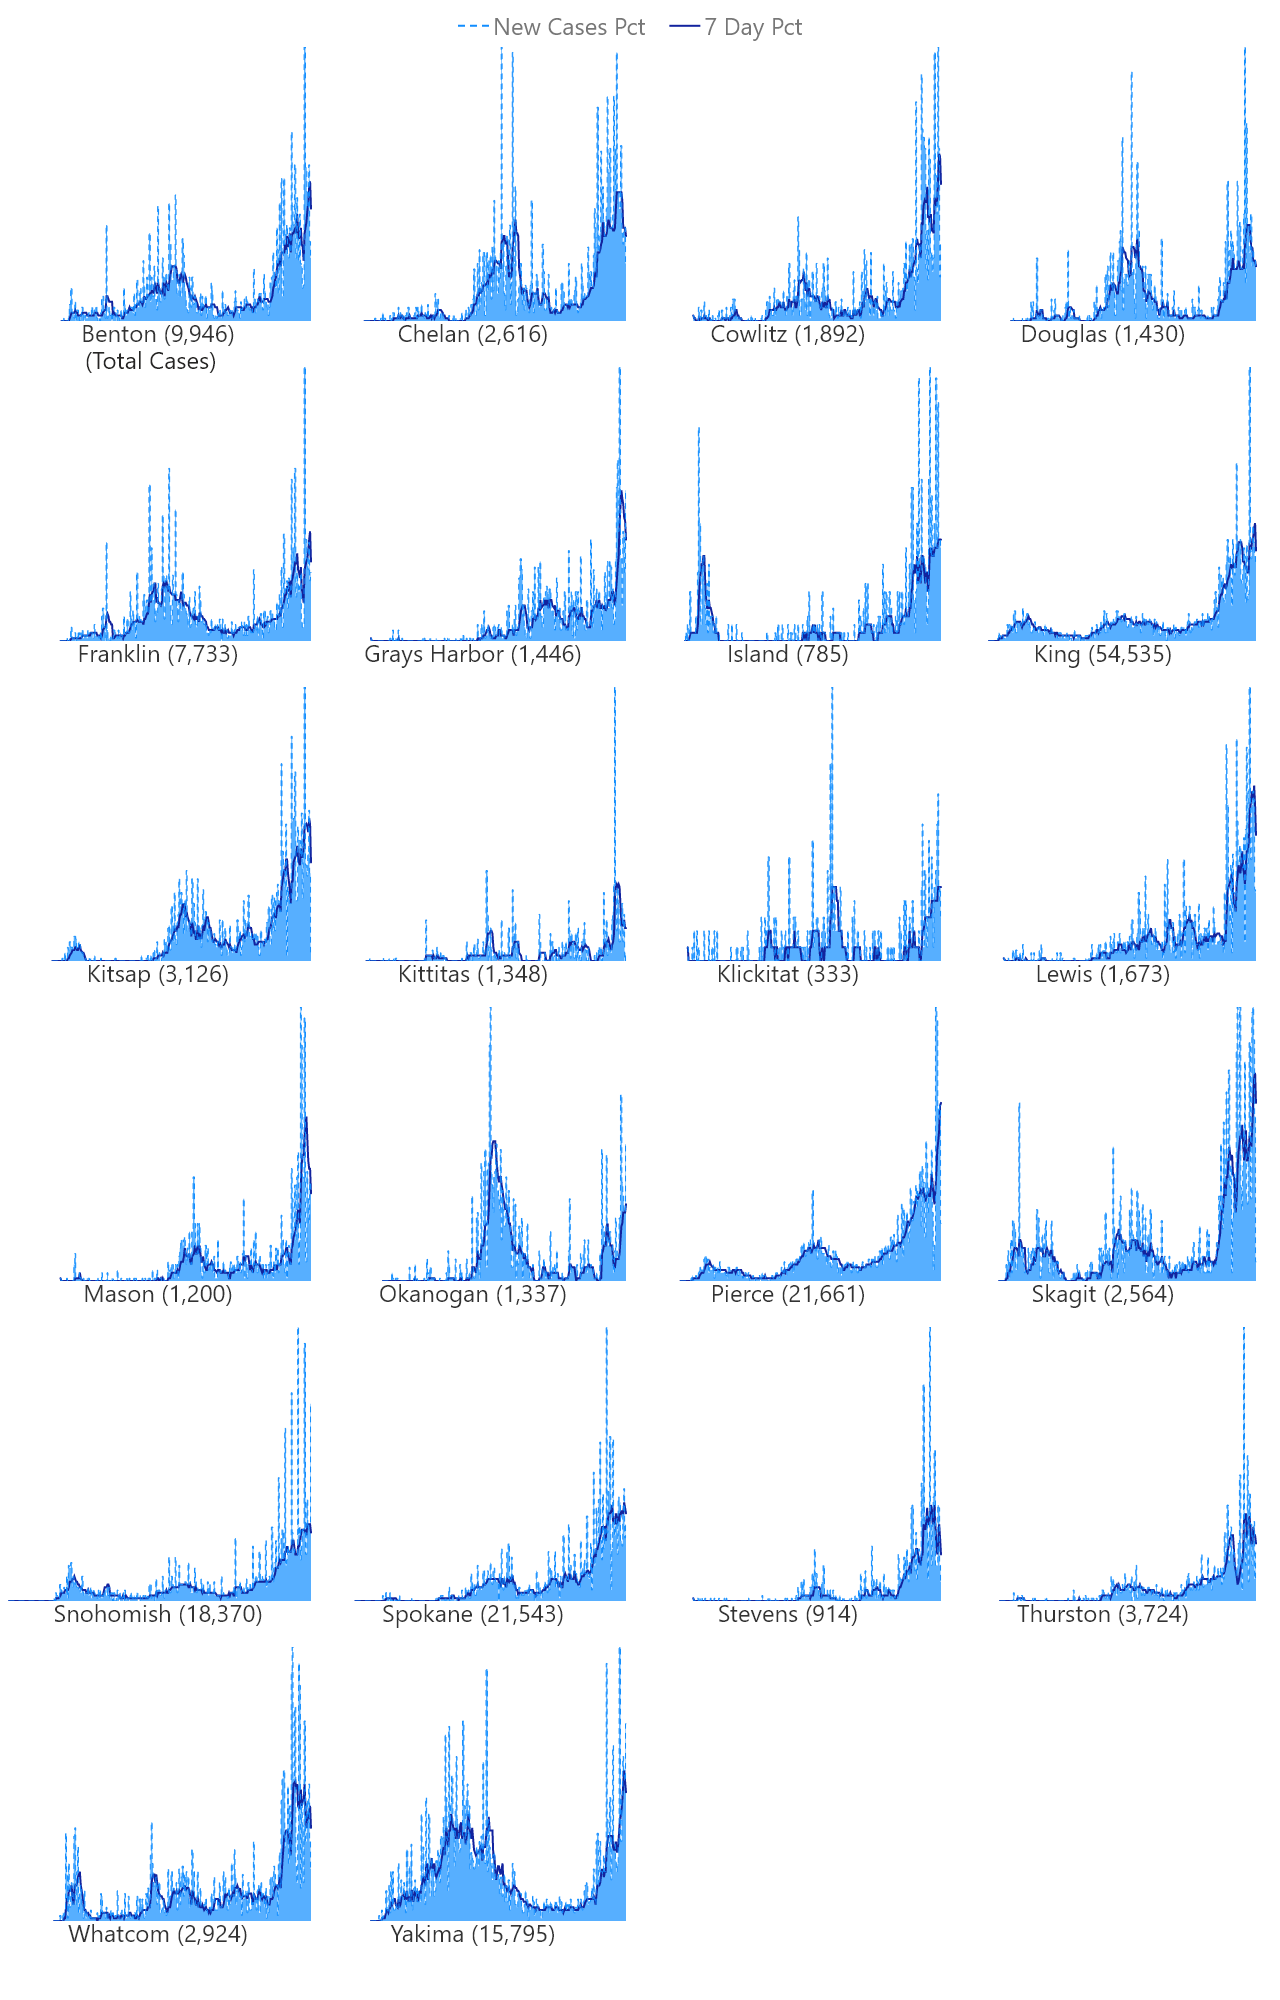 New Cases Pct 7 Day Pct
Benton (9,946) Chelan (2,616) Cowlitz (1,892) Douglas (1,430)
(Total Cases)
Franklin (7,733) Grays Harbor (1,446) Island (785) King (54,535)
Kitsap (3,126) Kittitas (1,348) Klickitat (333) Lewis (1,673)
Mason (1,200) Okanogan (1,337) Pierce (21,661) Skagit (2,564)
Snohomish (18,370) Spokane (21,543) Stevens (914) Thurston (3,724)
Whatcom (2,924) Yakima (15,795)